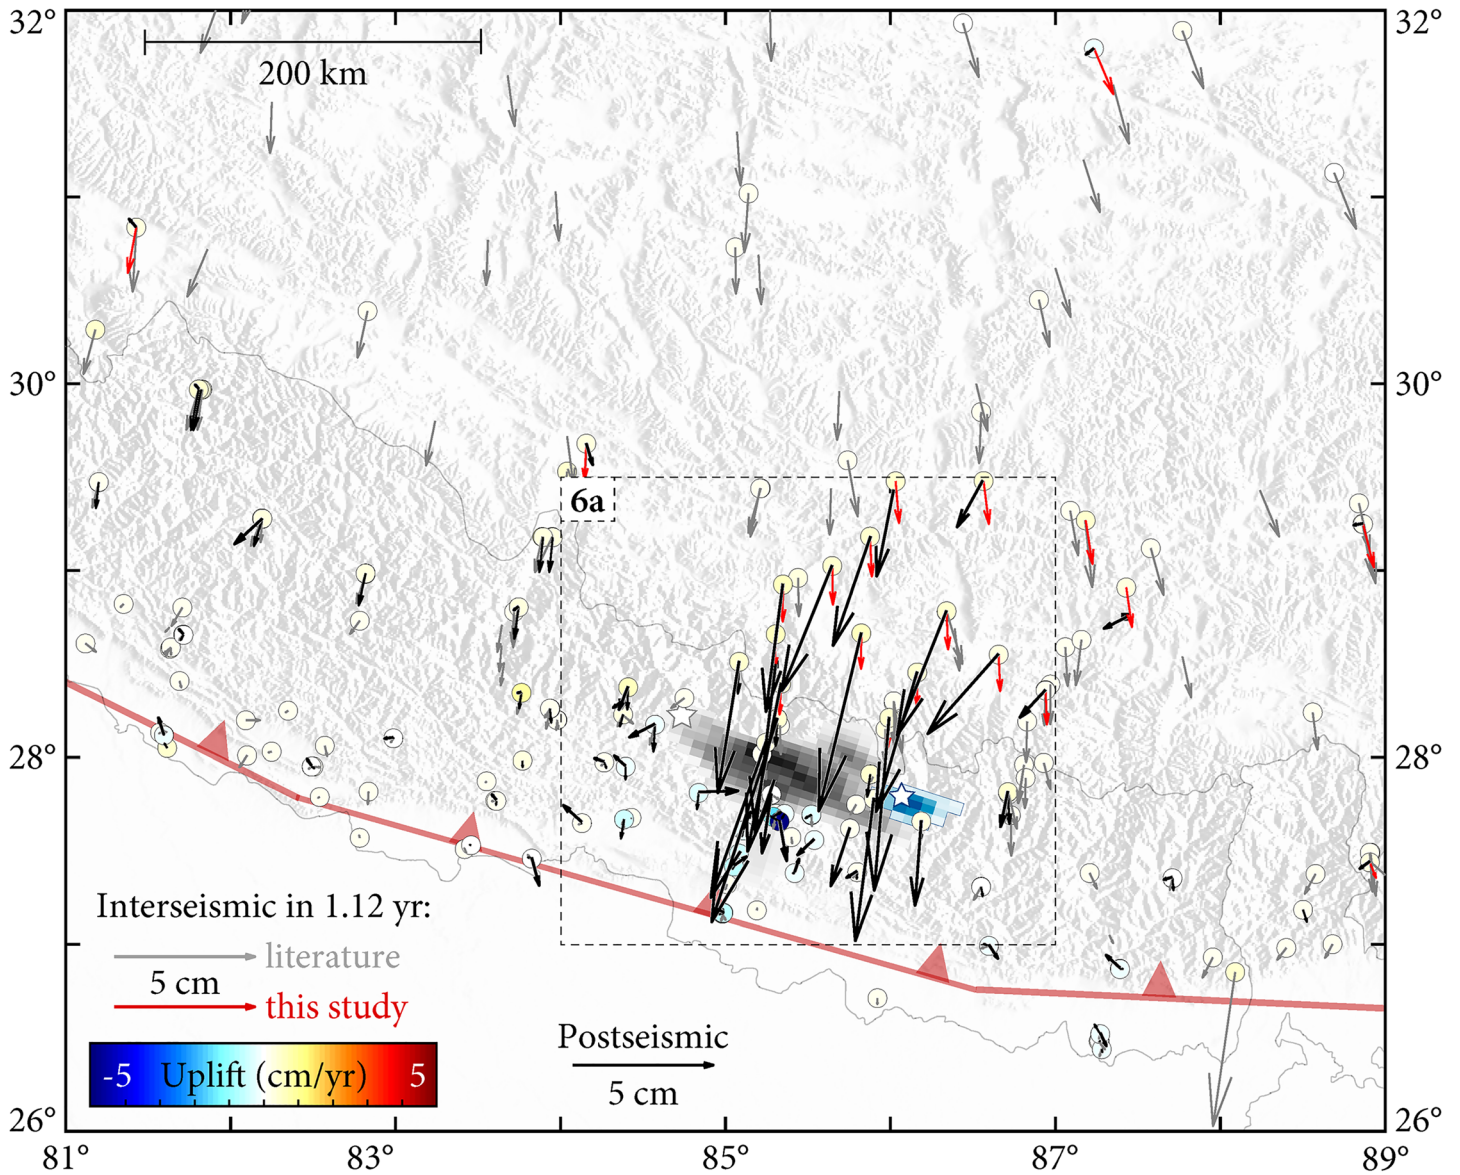 32°
32°
200 km
30°
30°
6a
28°
28°
Interseismic in 1.12 yr:
literature
5 cm
this study
Postseismic
5 cm
-5 Uplift (cm/yr) 5
26°
26°
81°
83°
85°
87°
89°